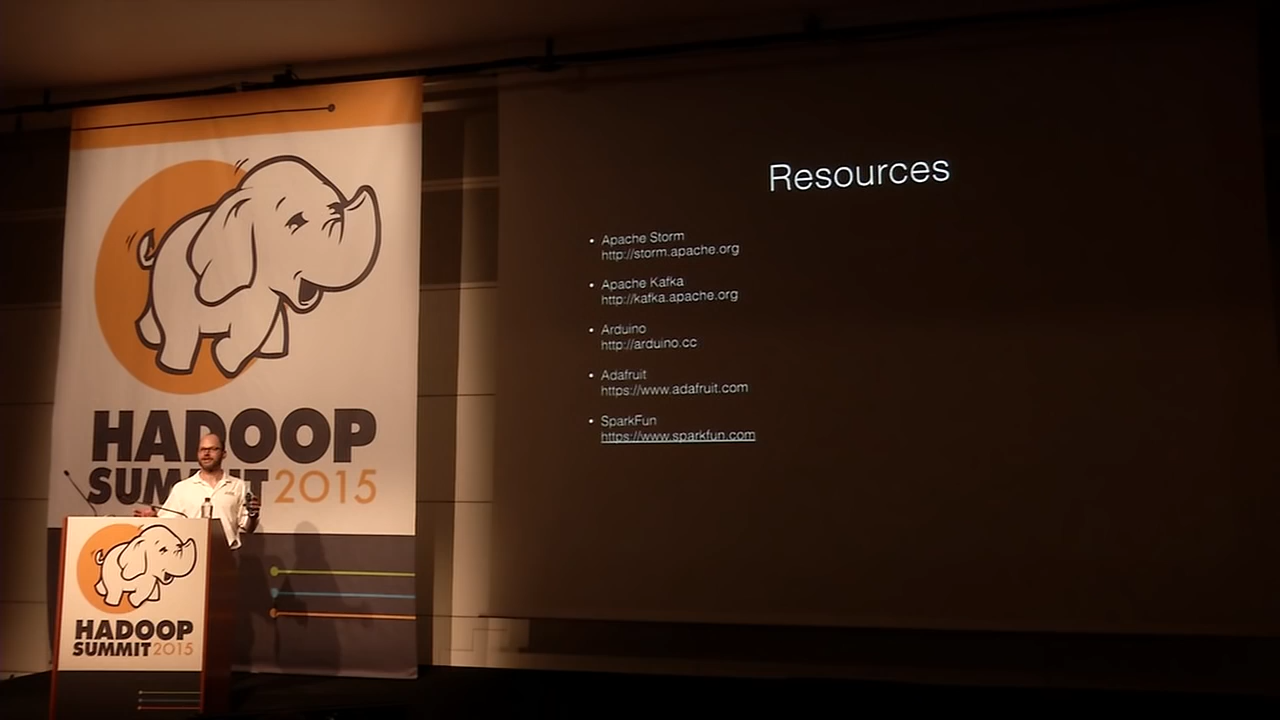 HADOOP
SUMMIT 2015
HADOOP
SUMMIT 2015
Resources
• Apache Storm
http://storm.apache.org
• Apache Kafka
http://kafka.apache.org
• Arduino
http://arduino.cc
• Adafruit
https://www.adafruit.com
• SparkFun
https://www.sparkfun.com